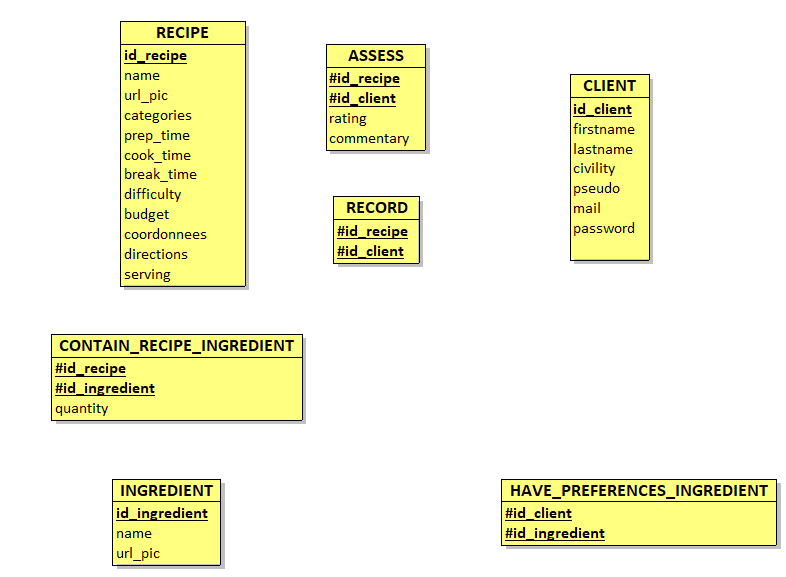 RECIPE
id_recipe
name
url_pic
categories
prep_time
cook_time
break_time
difficulty
budget
coordonnees
directions
serving
ASSESS
#id_recipe
#id_client
rating
commentary
RECORD
#id_recipe
#id_client
CLIENT
id_client
firstname
lastname
civility
pseudo
mail
password
CONTAIN_RECIPE_INGREDIENT
#id_recipe
#id_ingredient
quantity
INGREDIENT
id_ingredient
name
url_pic
HAVE_PREFERENCES_INGREDIENT
#id_client
#id_ingredient